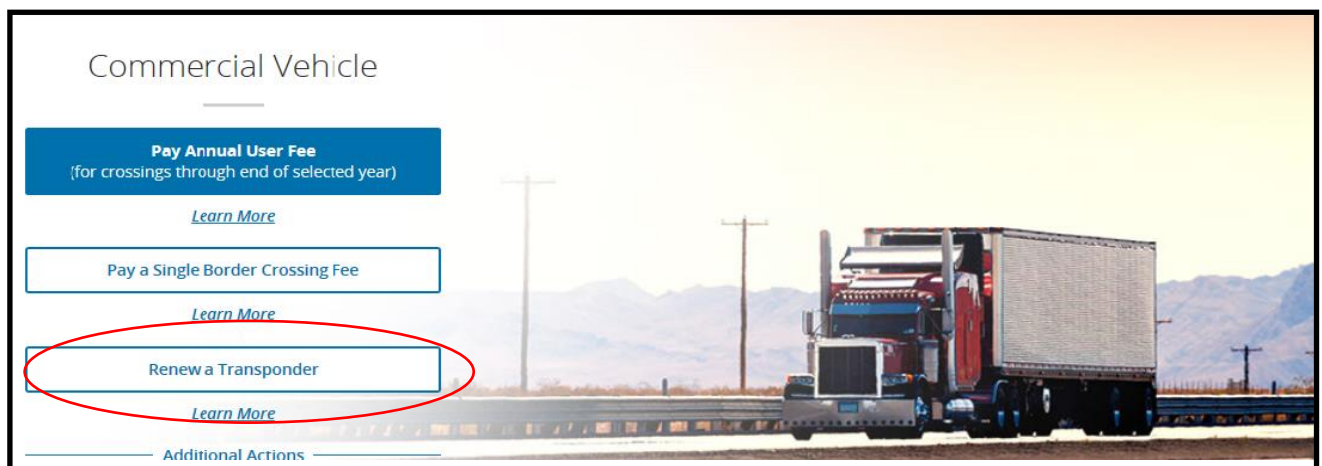 Commercial Vehicle
Pay Annual User Fee
(for crossings through end of selected year)
Learn More
Pay a Single Border Crossing Fee
Learn More
Renew a Transponder
Learn More
Additional Actions